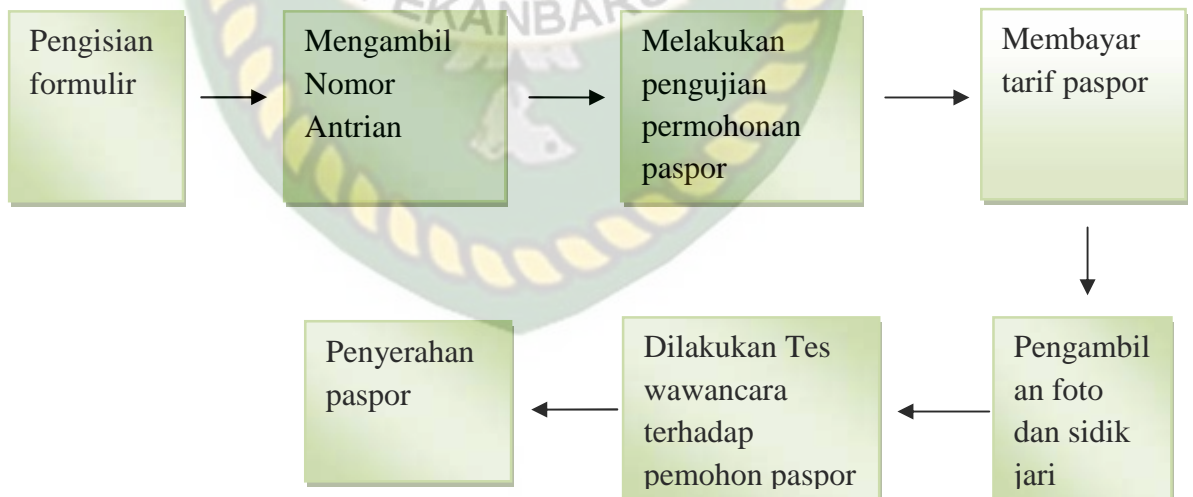 PEKANBARU
Pengisian
formulir
Mengambil
Nomor
Antrian
Melakukan
pengujian
permohonan
paspor
Membayar
tarif paspor
Pengambil
an foto
dan sidik
jari
Dilakukan Tes
wawancara
terhadap
pemohon paspor
Penyerahan
paspor